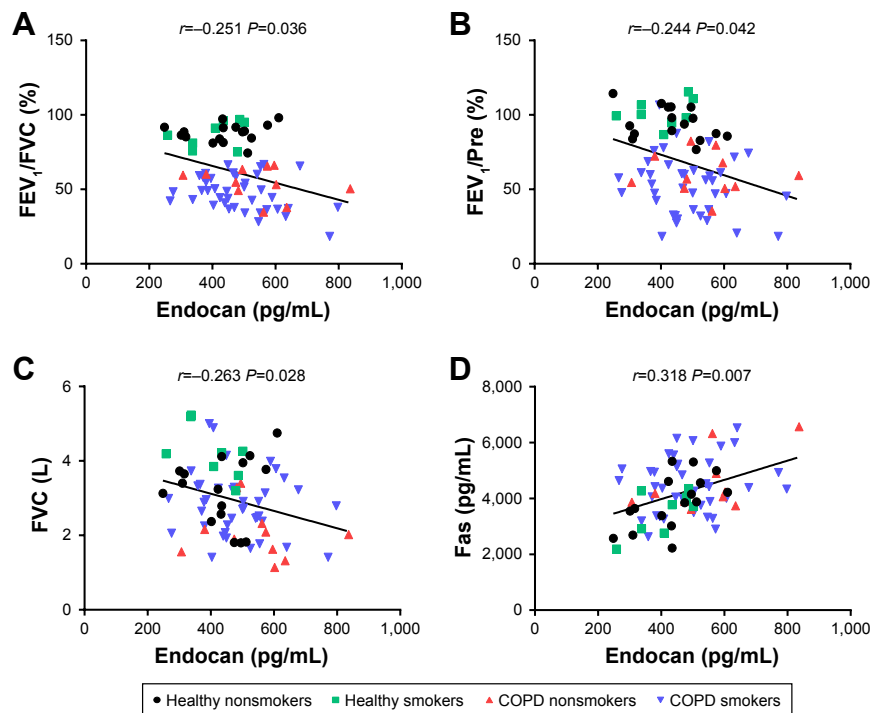 A
r=–0.251 P=0.036
FEV1/FVC (%)
150
100
50
0
0 200 400 600 800 1,000
Endocan (pg/mL)
B
r=–0.244 P=0.042
FEV1/Pre (%)
150
100
50
0
0 200 400 600 800 1,000
Endocan (pg/mL)
C
r=–0.263 P=0.028
FVC (L)
6
4
2
0
0 200 400 600 800 1,000
Endocan (pg/mL)
D
r=0.318 P=0.007
Fas (pg/mL)
8,000
6,000
4,000
2,000
0
0 200 400 600 800 1,000
Endocan (pg/mL)
Healthy nonsmokers Healthy smokers COPD nonsmokers COPD smokers